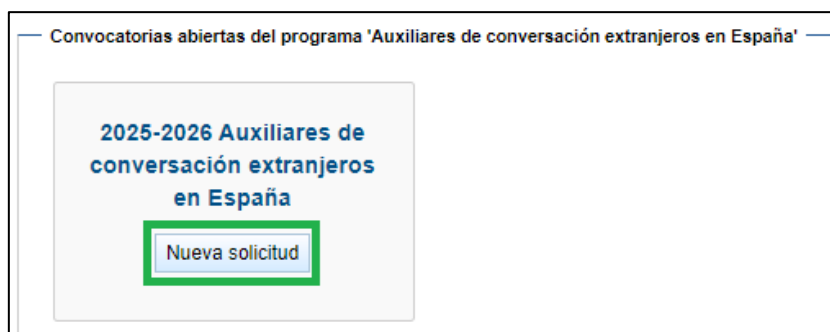 Convocatorias abiertas del programa 'Auxiliares de conversación extranjeros en España'
2025-2026 Auxiliares de
conversación extranjeros
en España
Nueva solicitud